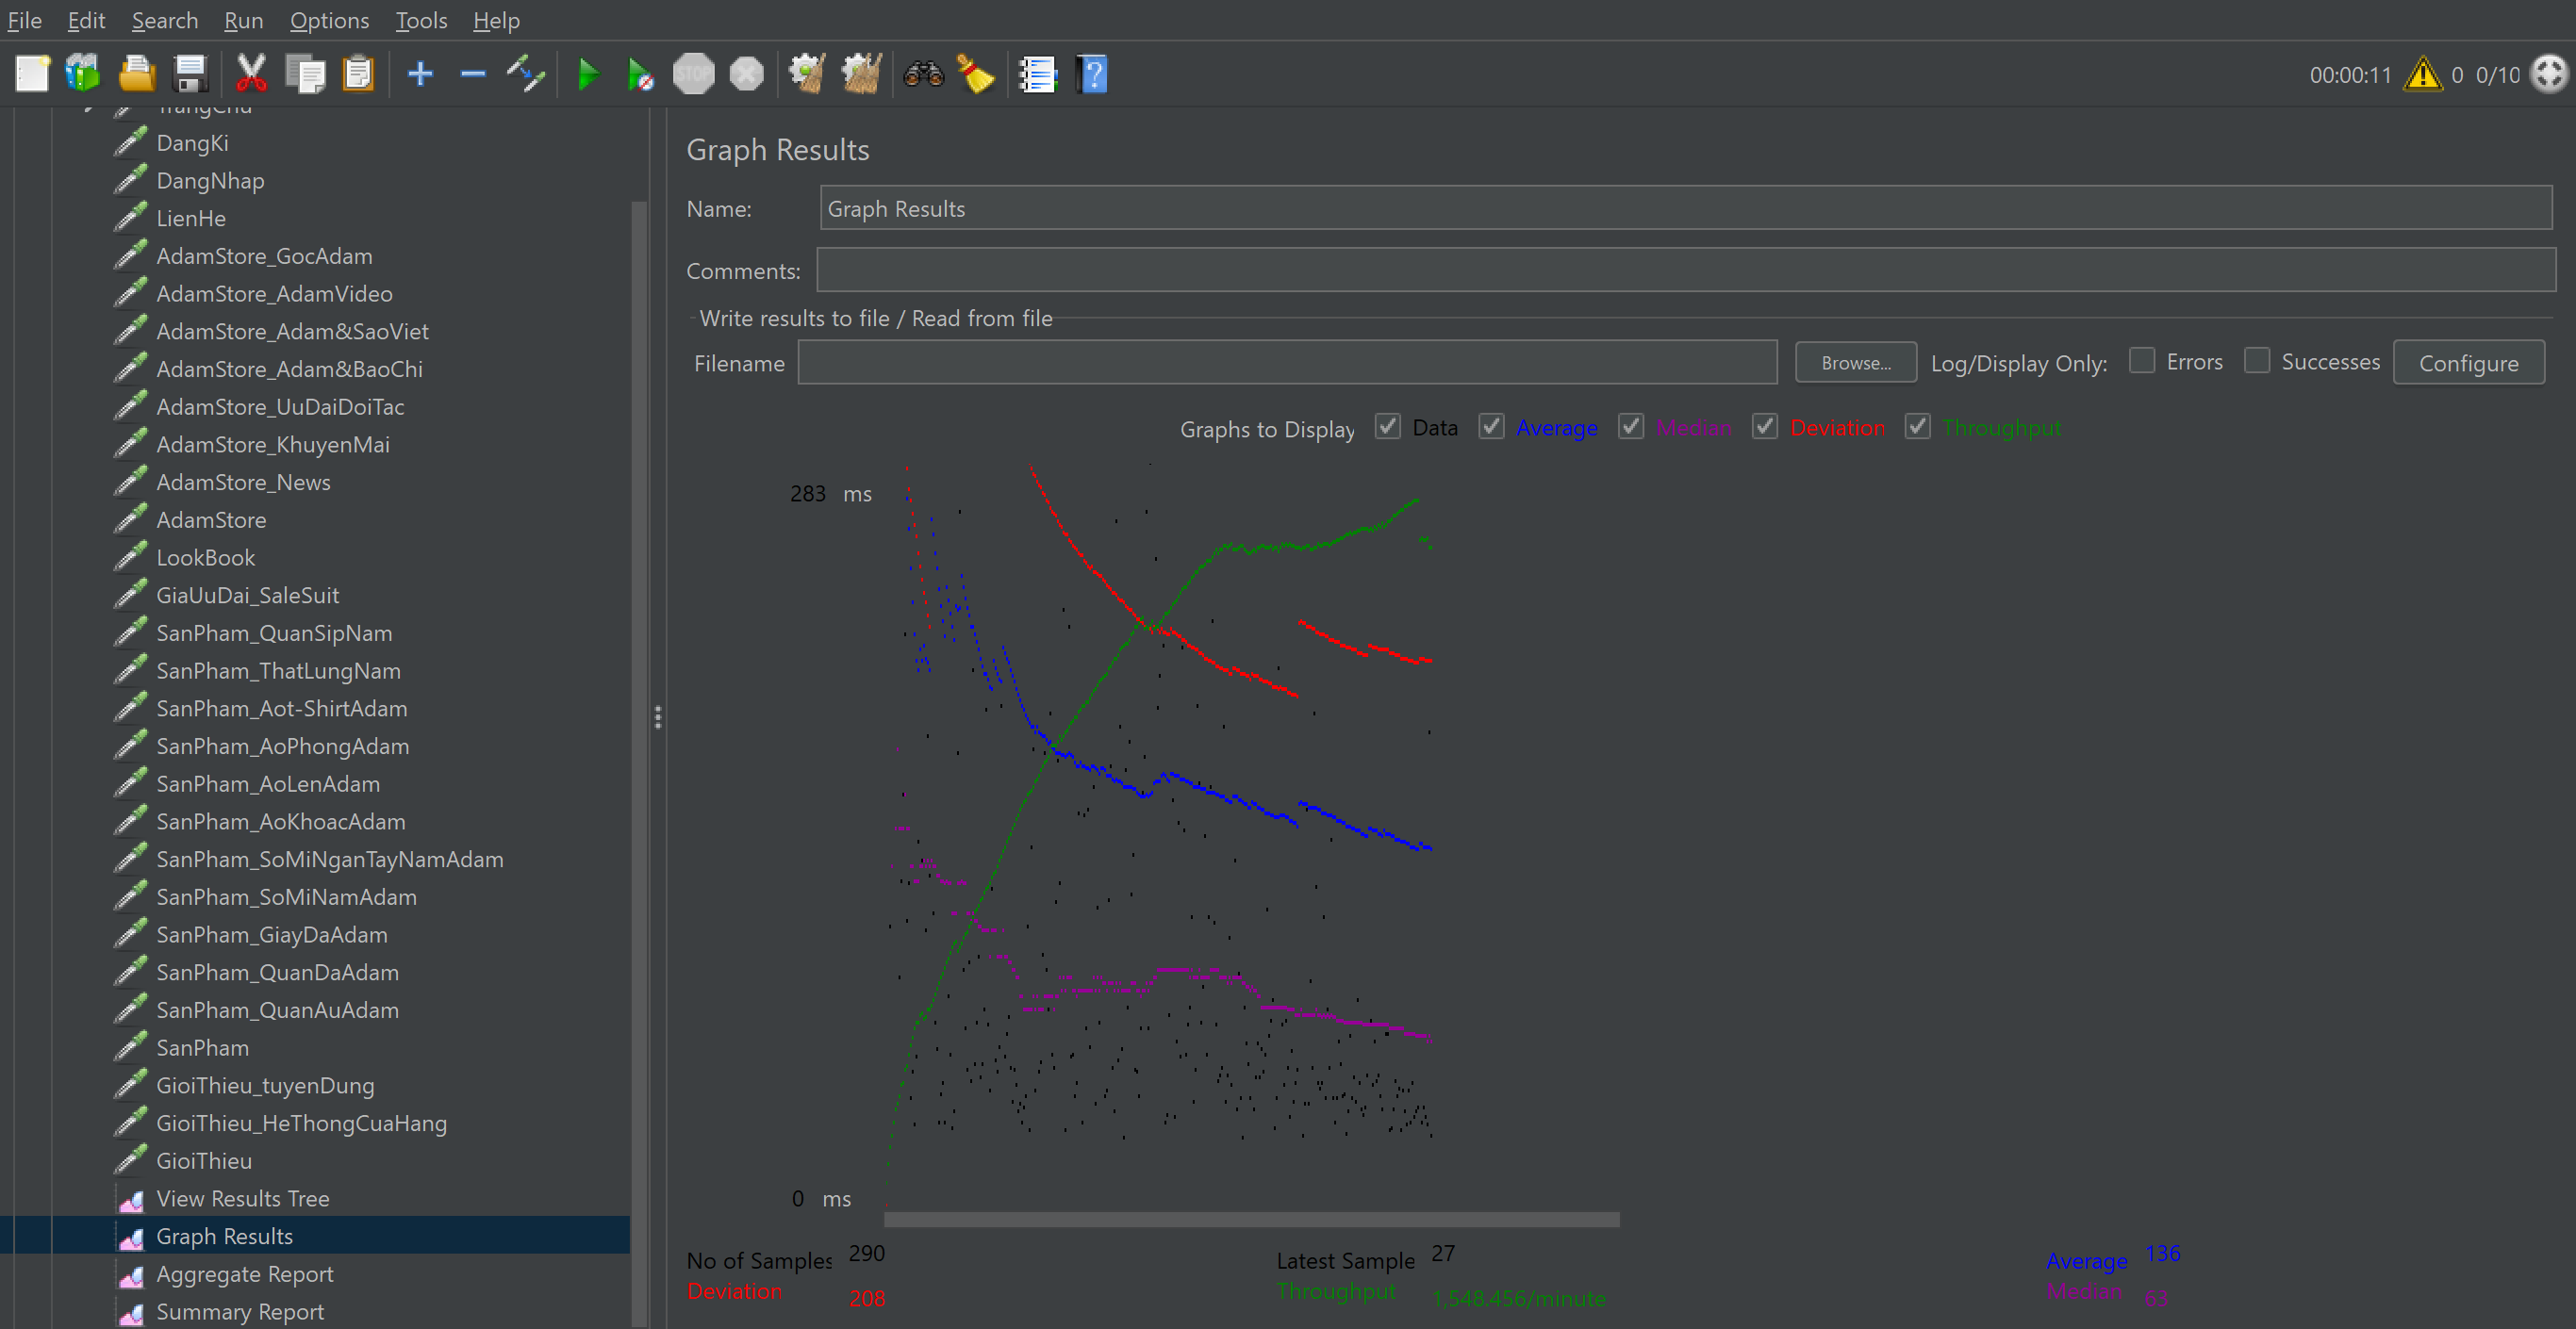 File Edit Search Run Options Tools Help
STOP
00:00:11 0 0/10
TrangChu
DangKi
DangNhap
LienHe
AdamStore_GocAdam
AdamStore_AdamVideo
AdamStore_Adam&SaoViet
AdamStore_Adam&BaoChi
AdamStore_UuDaiDoiTac
AdamStore_KhuyenMai
AdamStore_News
AdamStore
LookBook
GiaUuDai_SaleSuit
SanPham_QuanSipNam
SanPham_ThatLungNam
SanPham_Aot-ShirtAdam
SanPham_AoPhongAdam
SanPham_AoLenAdam
SanPham_AoKhoacAdam
SanPham_SoMiNganTayNamAdam
SanPham_SoMiNamAdam
SanPham_GiayDaAdam
SanPham_QuanDaAdam
SanPham_QuanAuAdam
SanPham
GioiThieu_tuyenDung
GioiThieu_HeThongCuaHang
GioiThieu
View Results Tree
Graph Results
Aggregate Report
Summary Report
Graph Results
Name: Graph Results
Comments:
Write results to file / Read from file
Filename Browse... Log/Display Only: Errors Successes Configure
Graphs to Display Data Average Median Deviation Throughput
283 ms
0 ms
No of Samples 290 Latest Sample 27 Average 136
Deviation 208 Throughput 1,548.456/minute Median 63